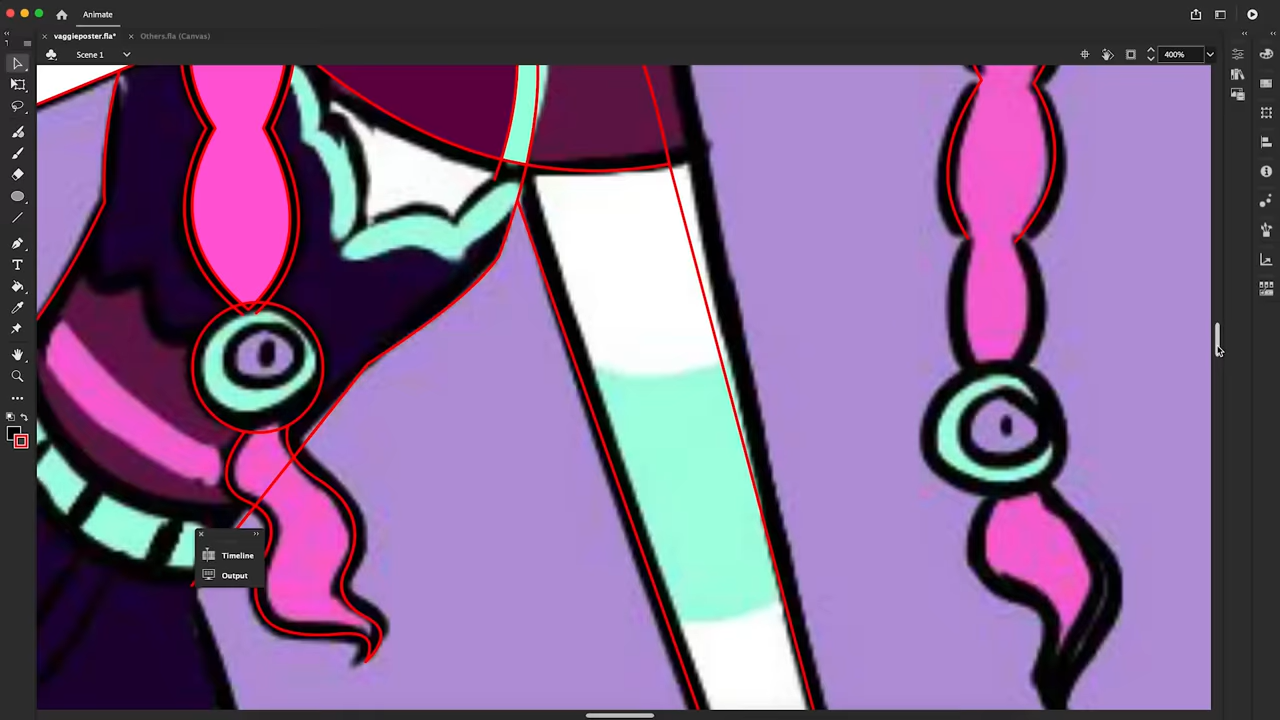 Animate
vaggieposter.fla*
Others.fla (Canvas)
Scene 1
400%
Timeline
Output
T